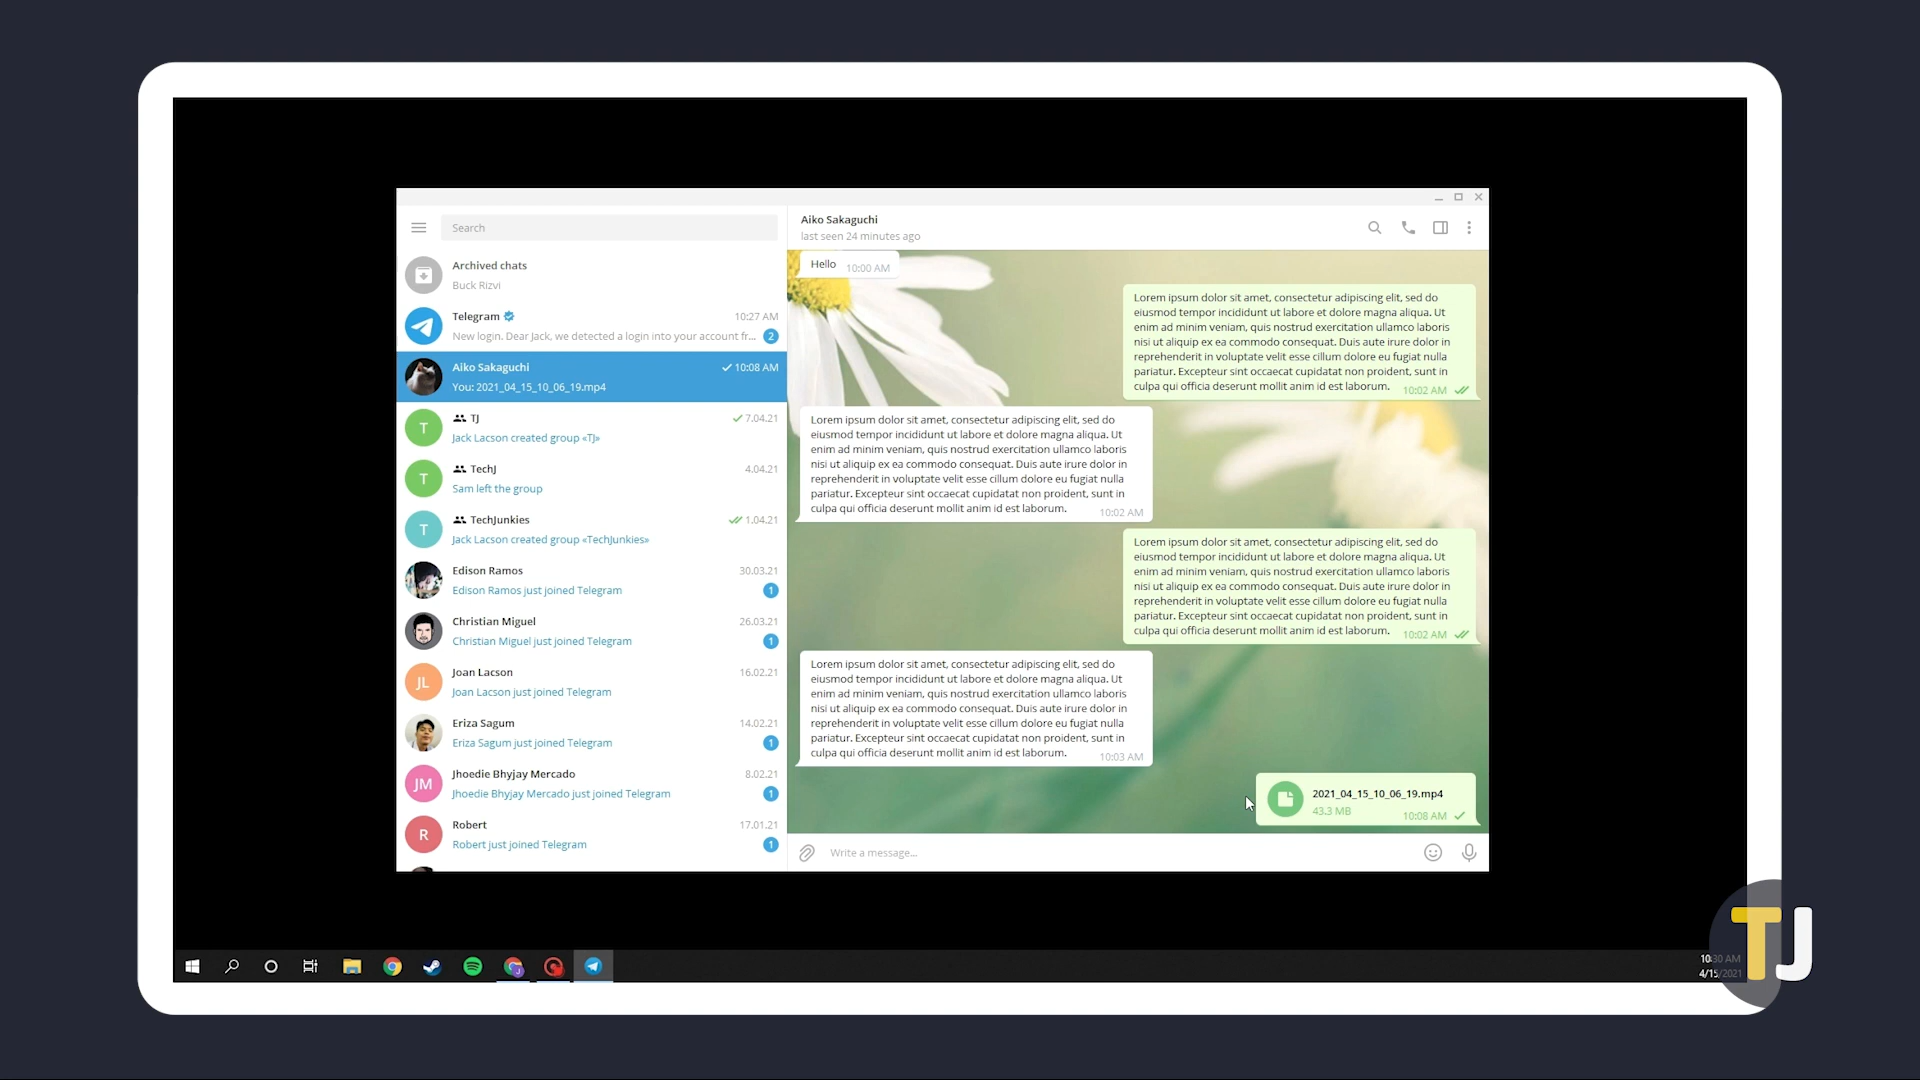 Search
Archived chats
Buck Rizvi
Telegram
10:27 AM
New login. Dear Jack, we detected a login into your account fr...
2
Aiko Sakaguchi
10:08 AM
You: 2021_04_15_10_06_19.mp4
T
TJ
7.04.21
Jack Lacson created group «TJ»
T
TechJ
4.04.21
Sam left the group
T
TechJunkies
1.04.21
Jack Lacson created group «TechJunkies»
Edison Ramos
30.03.21
Edison Ramos just joined Telegram
1
Christian Miguel
26.03.21
Christian Miguel just joined Telegram
1
JL
Joan Lacson
16.02.21
Joan Lacson just joined Telegram
Eriza Sagum
14.02.21
Eriza Sagum just joined Telegram
1
JM
Jhoedie Bhyjay Mercado
8.02.21
Jhoedie Bhyjay Mercado just joined Telegram
1
R
Robert
17.01.21
Robert just joined Telegram
1
Aiko Sakaguchi
last seen 24 minutes ago
Hello
10:00 AM
Lorem ipsum dolor sit amet, consectetur adipiscing elit, sed do
eiusmod tempor incididunt ut labore et dolore magna aliqua. Ut
enim ad minim veniam, quis nostrud exercitation ullamco laboris
nisi ut aliquip ex ea commodo consequat. Duis aute irure dolor in
reprehenderit in voluptate velit esse cillum dolore eu fugiat nulla
pariatur. Excepteur sint occaecat cupidatat non proident, sunt in
culpa qui officia deserunt mollit anim id est laborum.
10:02 AM
Lorem ipsum dolor sit amet, consectetur adipiscing elit, sed do
eiusmod tempor incididunt ut labore et dolore magna aliqua. Ut
enim ad minim veniam, quis nostrud exercitation ullamco laboris
nisi ut aliquip ex ea commodo consequat. Duis aute irure dolor in
reprehenderit in voluptate velit esse cillum dolore eu fugiat nulla
pariatur. Excepteur sint occaecat cupidatat non proident, sunt in
culpa qui officia deserunt mollit anim id est laborum.
10:02 AM
Lorem ipsum dolor sit amet, consectetur adipiscing elit, sed do
eiusmod tempor incididunt ut labore et dolore magna aliqua. Ut
enim ad minim veniam, quis nostrud exercitation ullamco laboris
nisi ut aliquip ex ea commodo consequat. Duis aute irure dolor in
reprehenderit in voluptate velit esse cillum dolore eu fugiat nulla
pariatur. Excepteur sint occaecat cupidatat non proident, sunt in
culpa qui officia deserunt mollit anim id est laborum.
10:02 AM
Lorem ipsum dolor sit amet, consectetur adipiscing elit, sed do
eiusmod tempor incididunt ut labore et dolore magna aliqua. Ut
enim ad minim veniam, quis nostrud exercitation ullamco laboris
nisi ut aliquip ex ea commodo consequat. Duis aute irure dolor in
reprehenderit in voluptate velit esse cillum dolore eu fugiat nulla
pariatur. Excepteur sint occaecat cupidatat non proident, sunt in
culpa qui officia deserunt mollit anim id est laborum.
10:03 AM
2021_04_15_10_06_19.mp4
43.3 MB
10:08 AM
Write a message...
10:30 AM
4/15/2021
TJ